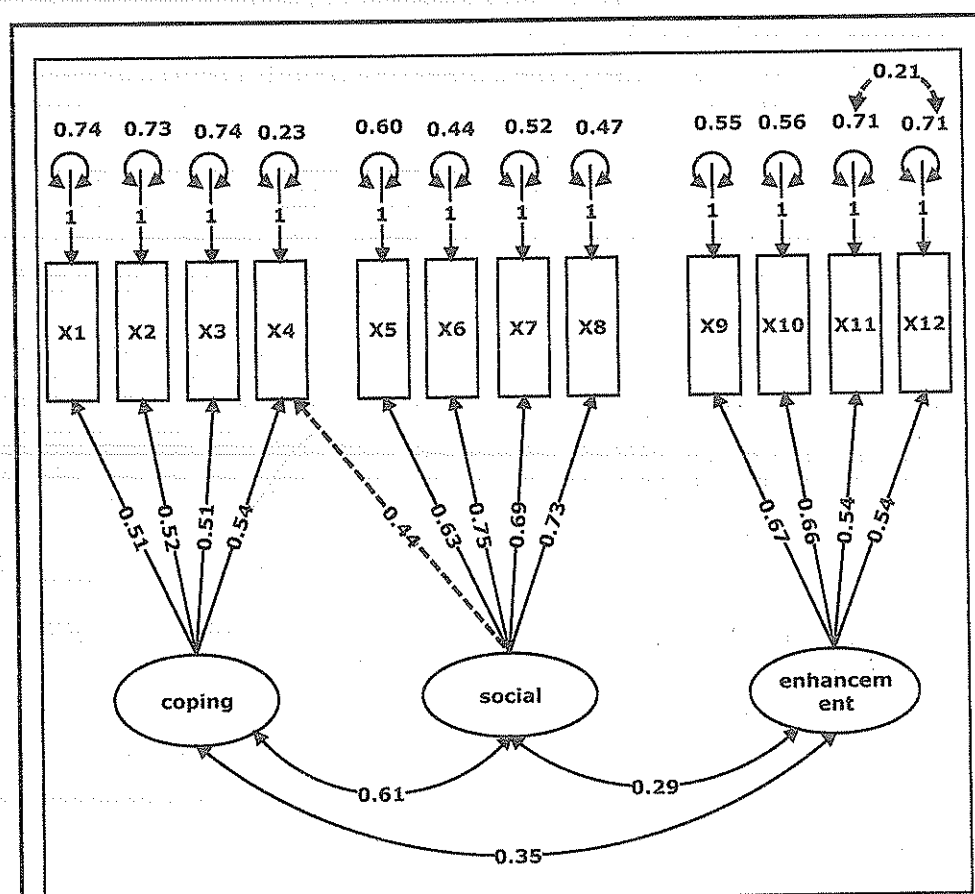 0.21
0.74 0.73 0.74 0.23 0.60 0.44 0.52 0.47 0.55 0.56 0.71 0.71
1 1 1 1 1 1 1 1 1 1 1 1
X1 X2 X3 X4 X5 X6 X7 X8 X9 X10 X11 X12
0.51 0.52 0.51 0.54 0.44 0.63 0.75 0.69 0.73 0.67 0.66 0.54 0.54
coping social enhancem
ent
0.61 0.29
0.35